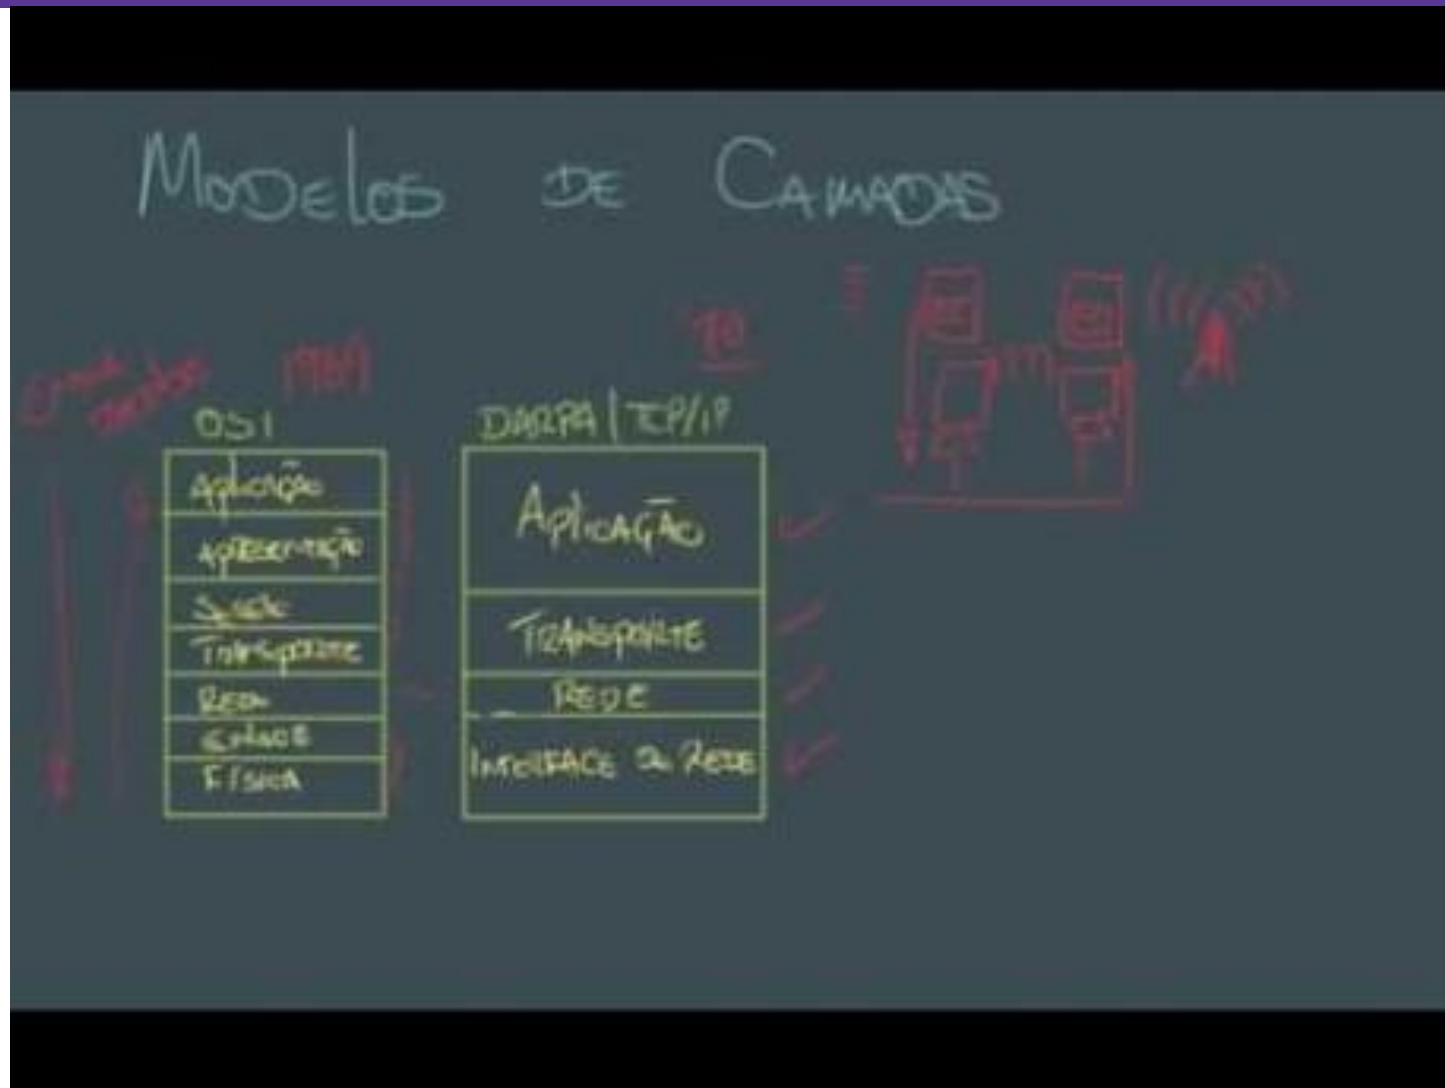 MODELOS DE CAMADAS
70
1984
OSI
DARPA / TCP/IP
APLICAÇÃO
APRESENTAÇÃO
SESSÃO
TRANSPORTE
REDE
ENLACE
FÍSICA
APLICAÇÃO
TRANSPORTE
REDE
INTERFACE DE REDE